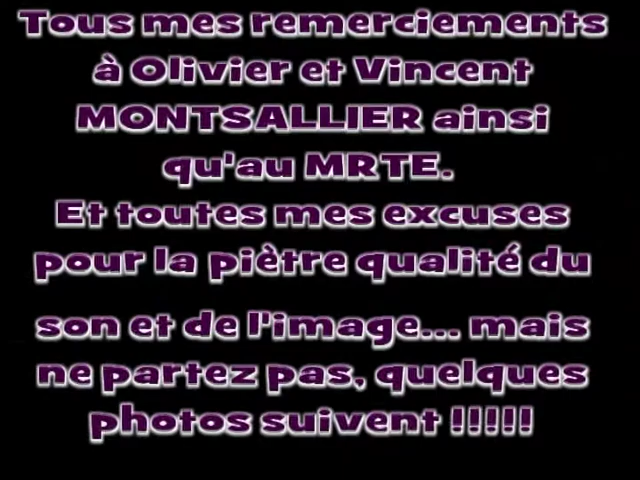 Tous mes remerciements
à Olivier et Vincent
MONTSALLIER ainsi
qu'au MRTE.
Et toutes mes excuses
pour la piètre qualité du
son et de l'image... mais
ne partez pas, quelques
photos suivent !!!!!